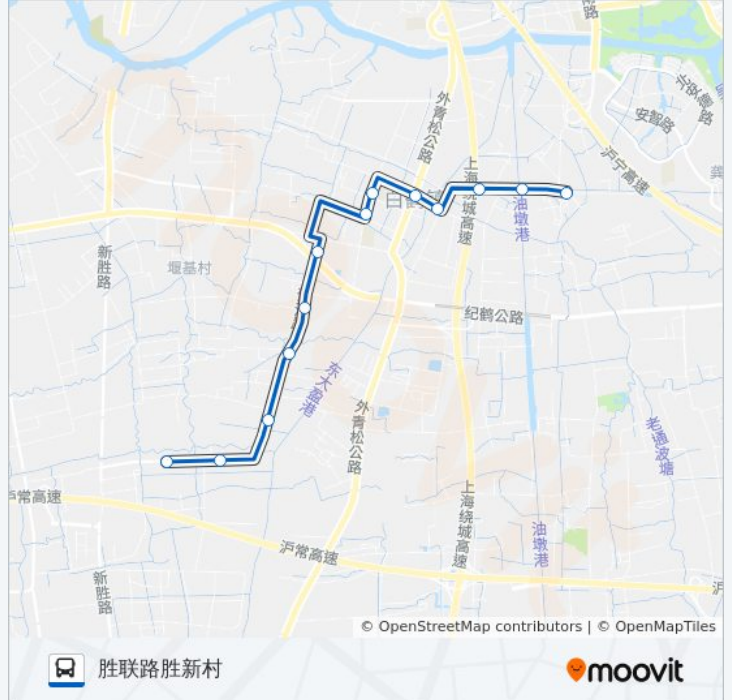 外青松公路
沪宁高速
安智路
上海绕城高速
白鹤镇
油墩港
新胜路
堰基村
纪鹤公路
东大盈港
外青松公路
老通波塘
沪常高速
上海绕城高速
油墩港
沪常高速
新胜路
© OpenStreetMap contributors | © OpenMapTiles
胜联路胜新村
moovit